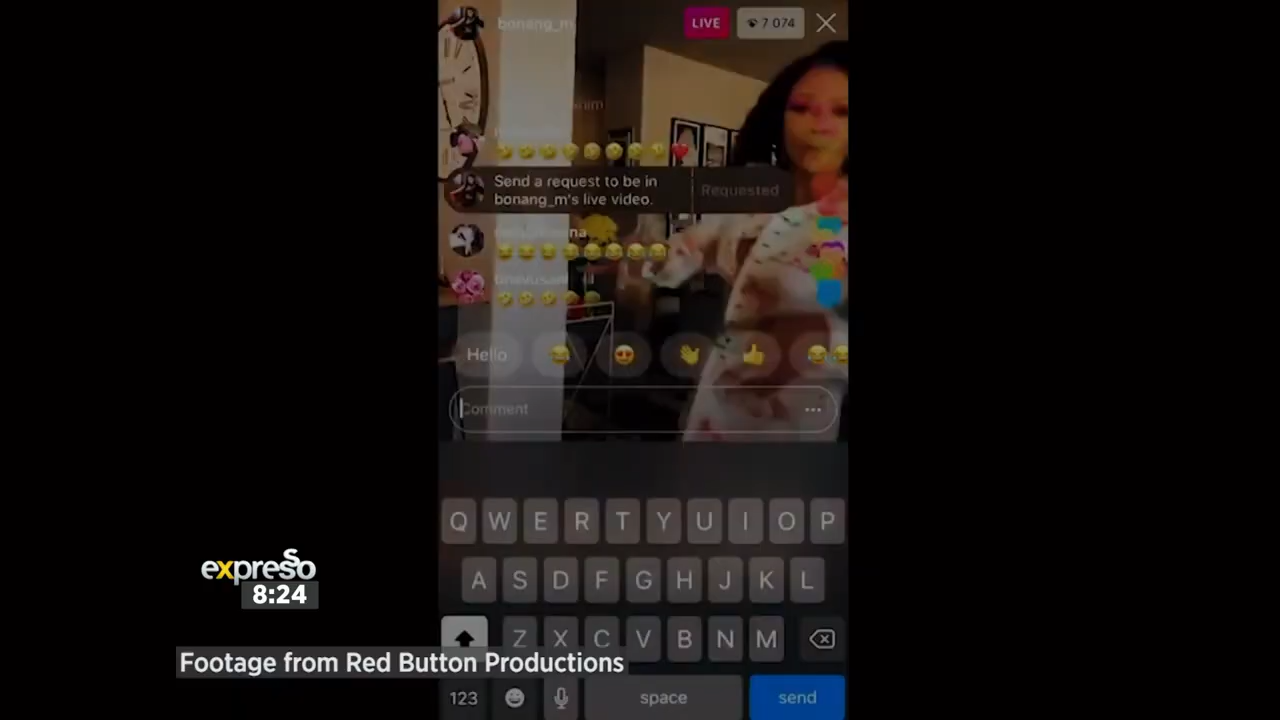 bonang_m
LIVE
7 074
Send a request to be in
bonang_m's live video.
Requested
Hello
Comment
Q W E R T Y U I O P
A S D F G H J K L
Z X C V B N M
123
space
send
expresso
8:24
Footage from Red Button Productions